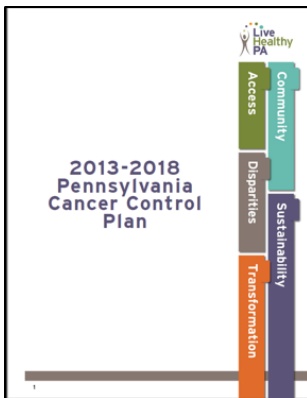 Live
Healthy
PA
Access
Community
Disparities
Sustainability
Transformation
2013-2018
Pennsylvania
Cancer Control
Plan
1